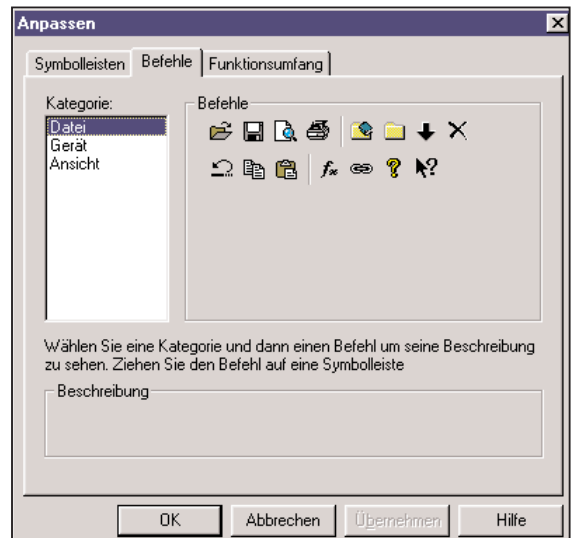 Anpassen
Symbolleisten Befehle Funktionsumfang
Kategorie:
Datei
Gerät
Ansicht
Befehle
Wählen Sie eine Kategorie und dann einen Befehl um seine Beschreibung
zu sehen. Ziehen Sie den Befehl auf eine Symbolleiste
Beschreibung
OK Abbrechen Übernehmen Hilfe